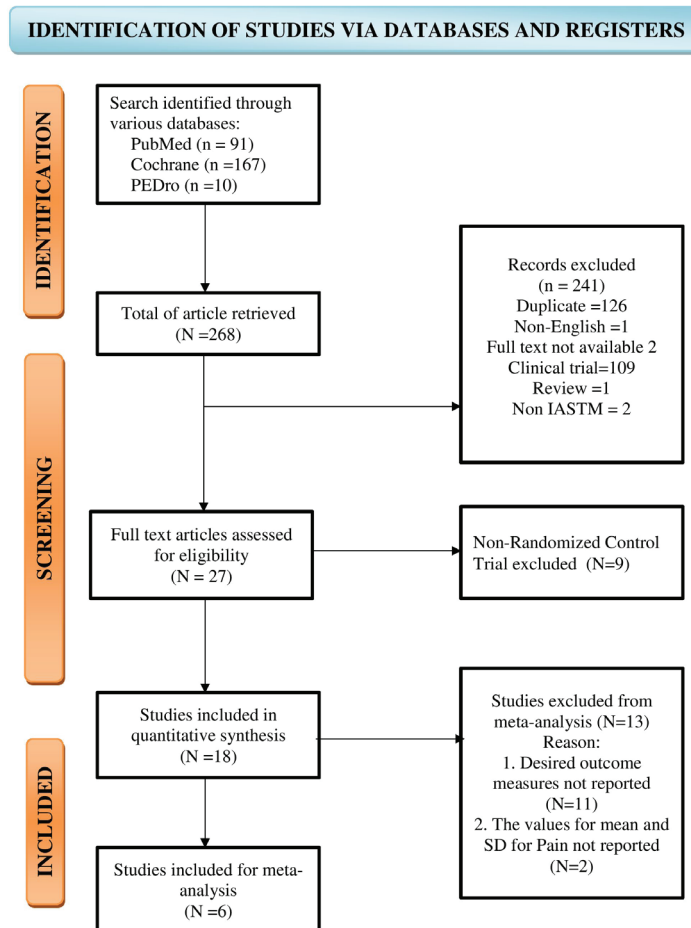 IDENTIFICATION OF STUDIES VIA DATABASES AND REGISTERS
IDENTIFICATION
Search identified through
various databases:
PubMed (n = 91)
Cochrane (n =167)
PEDro (n =10)
Total of article retrieved
(N =268)
Records excluded
(n = 241)
Duplicate =126
Non-English =1
Full text not available 2
Clinical trial=109
Review =1
Non IASTM = 2
SCREENING
Full text articles assessed
for eligibility
(N = 27)
Non-Randomized Control
Trial excluded (N=9)
Studies included in
quantitative synthesis
(N =18)
Studies excluded from
meta-analysis (N=13)
Reason:
1. Desired outcome
measures not reported
(N=11)
2. The values for mean and
SD for Pain not reported
(N=2)
INCLUDED
Studies included for meta-
analysis
(N =6)